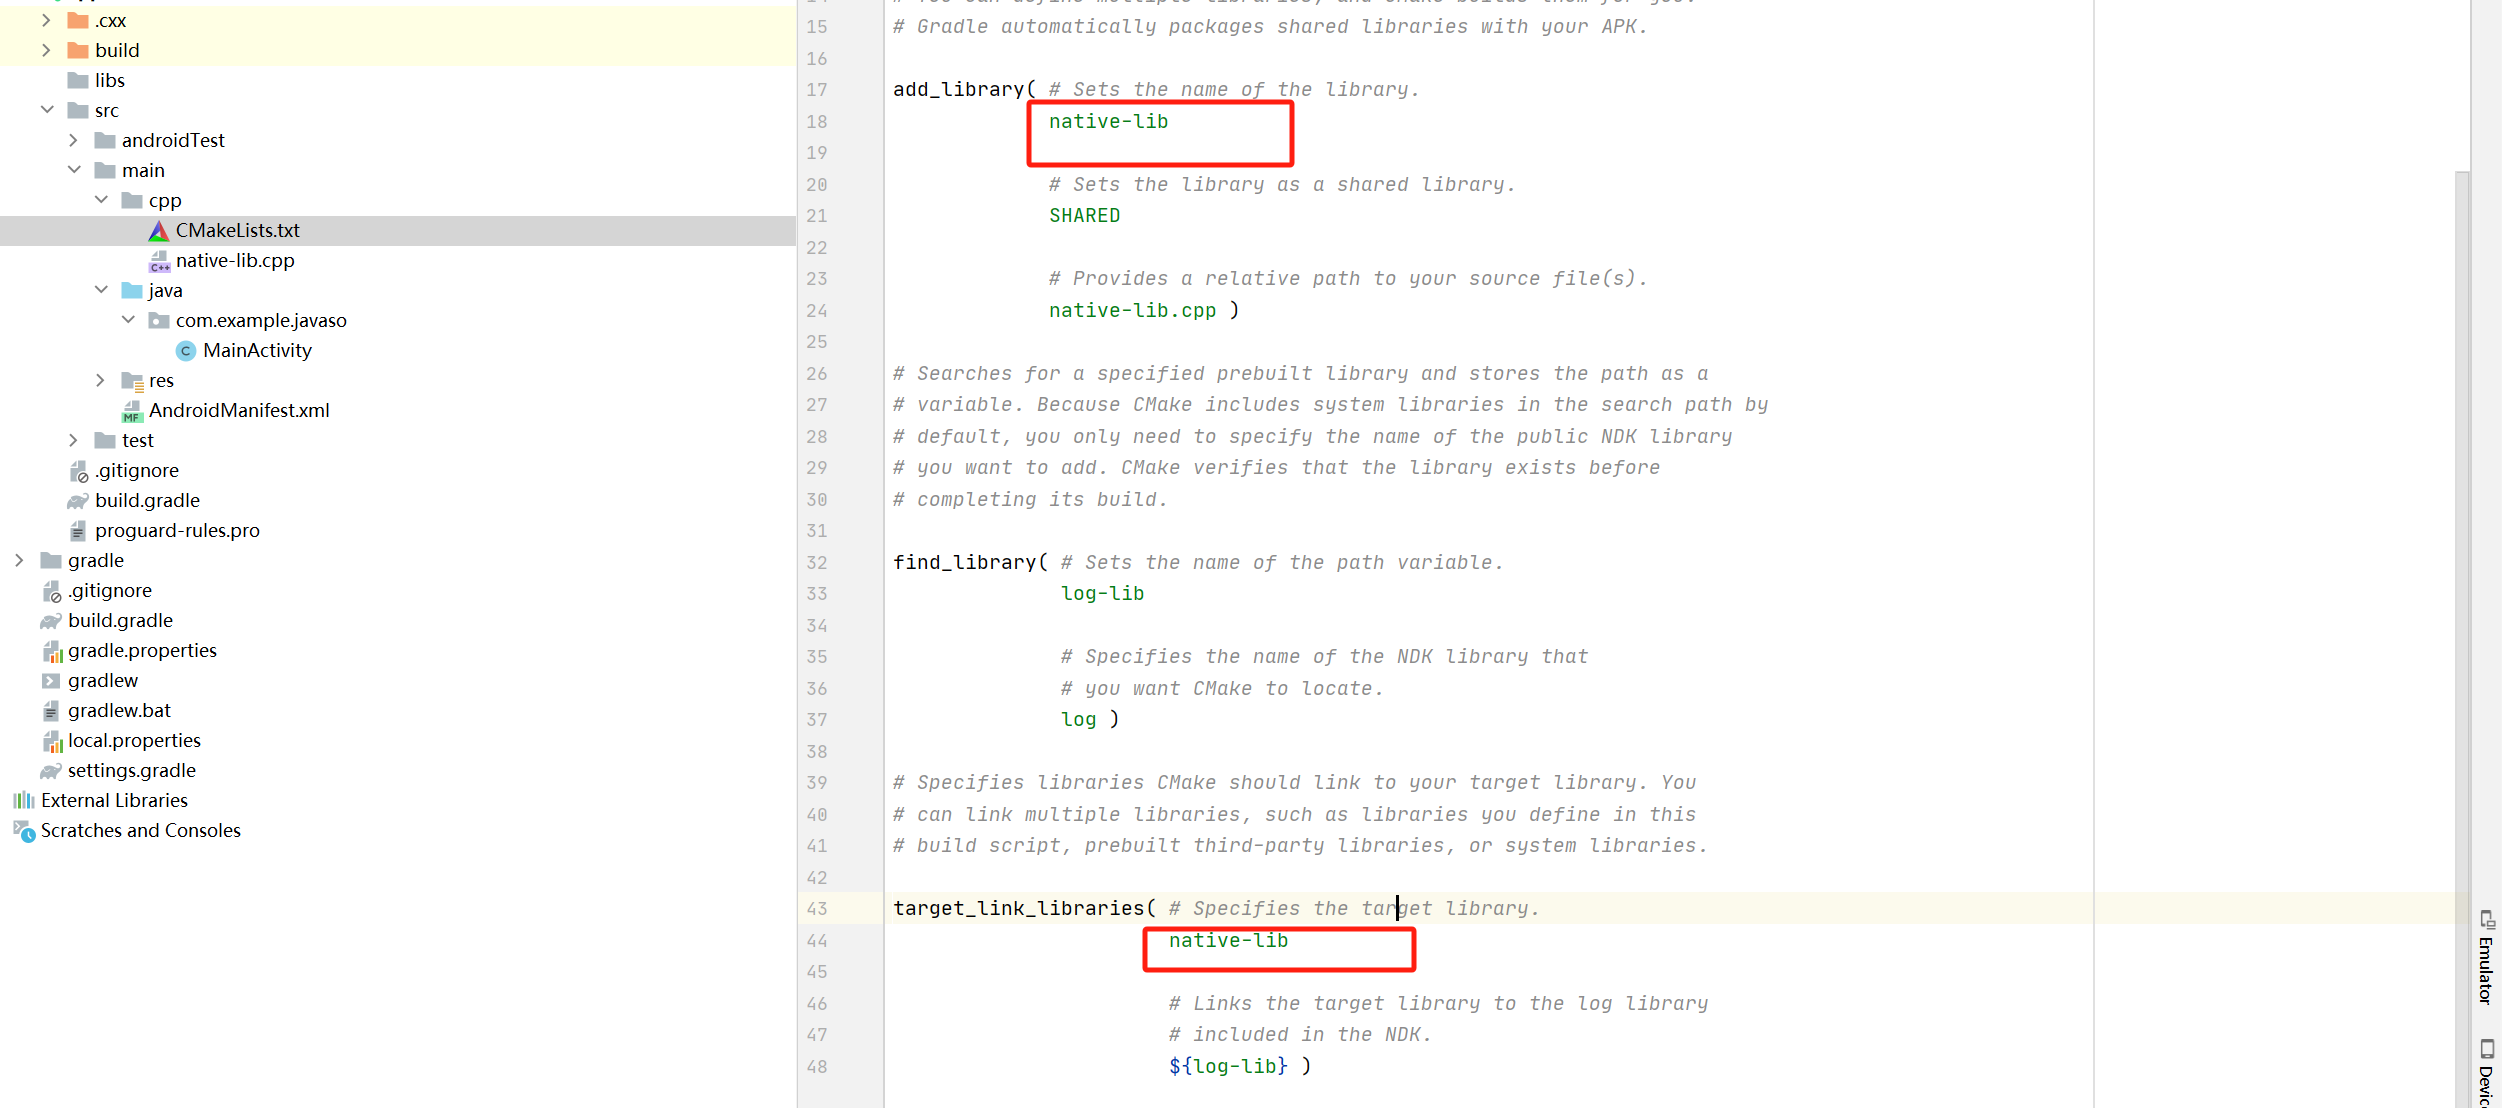 .cxx
build
libs
src
androidTest
main
cpp
CMakeLists.txt
native-lib.cpp
java
com.example.javaso
MainActivity
res
AndroidManifest.xml
test
.gitignore
build.gradle
proguard-rules.pro
gradle
.gitignore
build.gradle
gradle.properties
gradlew
gradlew.bat
local.properties
settings.gradle
External Libraries
Scratches and Consoles
15 # Gradle automatically packages shared libraries with your APK.
16
17 add_library( # Sets the name of the library.
18 native-lib
19
20 # Sets the library as a shared library.
21 SHARED
22
23 # Provides a relative path to your source file(s).
24 native-lib.cpp )
25
26 # Searches for a specified prebuilt library and stores the path as a
27 # variable. Because CMake includes system libraries in the search path by
28 # default, you only need to specify the name of the public NDK library
29 # you want to add. CMake verifies that the library exists before
30 # completing its build.
31
32 find_library( # Sets the name of the path variable.
33 log-lib
34
35 # Specifies the name of the NDK library that
36 # you want CMake to locate.
37 log )
38
39 # Specifies libraries CMake should link to your target library. You
40 # can link multiple libraries, such as libraries you define in this
41 # build script, prebuilt third-party libraries, or system libraries.
42
43 target_link_libraries( # Specifies the target library.
44 native-lib
45
46 # Links the target library to the log library
47 # included in the NDK.
48 ${log-lib} )
Emulator